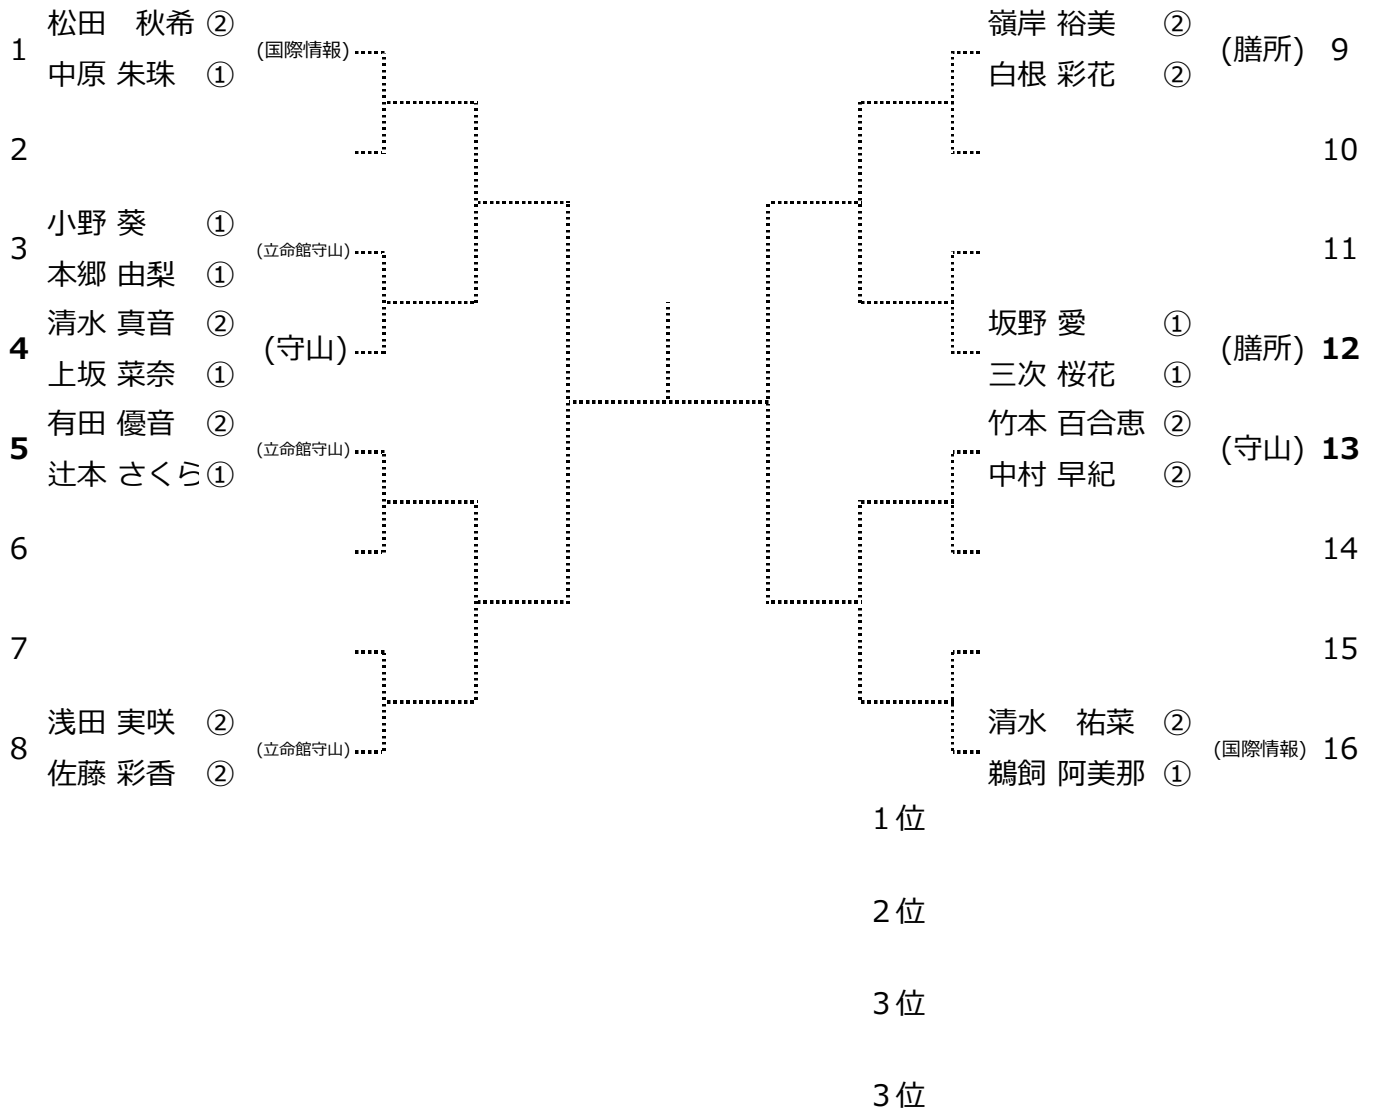 松田　秋希 ②
1 (国際情報)
中原 朱珠 ①
2
小野 葵 ①
3 (立命館守山)
本郷 由梨 ①
清水 真音 ②
4 (守山)
上坂 菜奈 ①
有田 優音 ②
5 (立命館守山)
辻本 さくら ①
6
7
浅田 実咲 ②
8 (立命館守山)
佐藤 彩香 ②
嶺岸 裕美 ②
(膳所) 9
白根 彩花 ②
10
11
坂野 愛 ①
(膳所) 12
三次 桜花 ①
竹本 百合恵 ②
(守山) 13
中村 早紀 ②
14
15
清水　祐菜 ②
(国際情報) 16
鵜飼 阿美那 ①
１位
２位
３位
３位